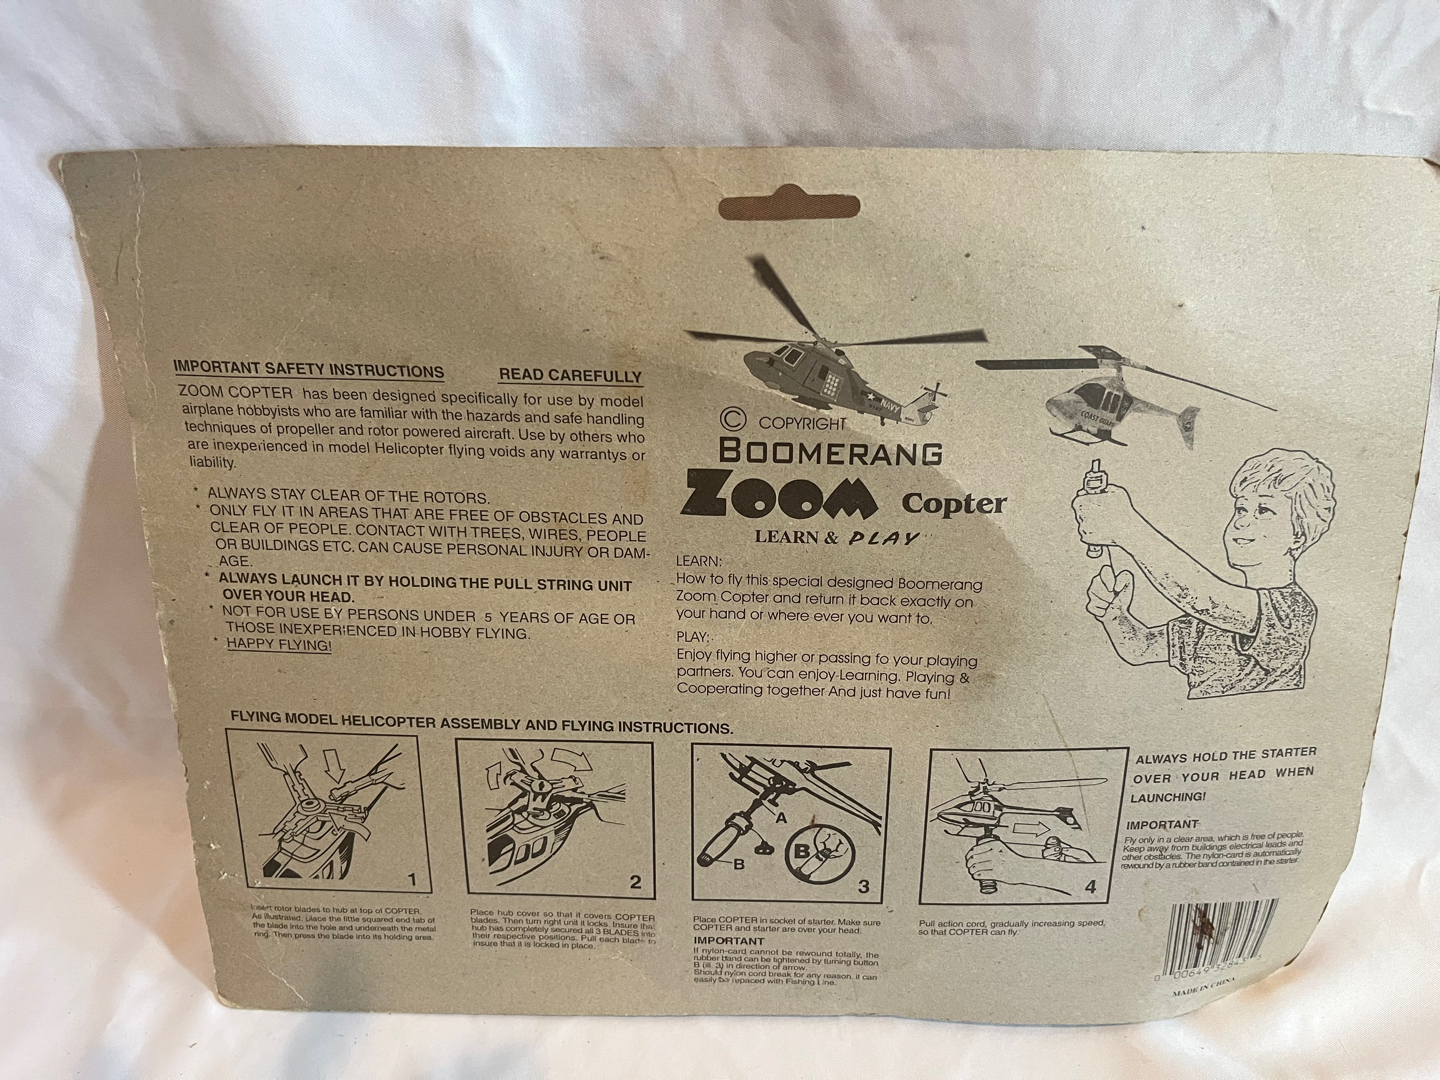 IMPORTANT SAFETY INSTRUCTIONS READ CAREFULLY
ZOOM COPTER has been designed specifically for use by model
airplane hobbyists who are familiar with the hazards and safe handling
techniques of propeller and rotor powered aircraft. Use by others who
are inexperienced in model Helicopter flying voids any warrantys or
liability.
* ALWAYS STAY CLEAR OF THE ROTORS.
* ONLY FLY IT IN AREAS THAT ARE FREE OF OBSTACLES AND
CLEAR OF PEOPLE. CONTACT WITH TREES, WIRES, PEOPLE
OR BUILDINGS ETC. CAN CAUSE PERSONAL INJURY OR DAM-
AGE.
* ALWAYS LAUNCH IT BY HOLDING THE PULL STRING UNIT
OVER YOUR HEAD.
* NOT FOR USE BY PERSONS UNDER 5 YEARS OF AGE OR
THOSE INEXPERIENCED IN HOBBY FLYING.
* HAPPY FLYING!
NAVY
COAST GUARD
© COPYRIGHT
BOOMERANG
ZOOM Copter
LEARN & PLAY
LEARN:
How to fly this special designed Boomerang
Zoom Copter and return it back exactly on
your hand or where ever you want to.
PLAY:
Enjoy flying higher or passing fo your playing
partners. You can enjoy Learning. Playing &
Cooperating together And just have fun!
FLYING MODEL HELICOPTER ASSEMBLY AND FLYING INSTRUCTIONS.
1
Insert rotor blades to hub at top of COPTER.
As illustrated, place the little squared end tab of
the blade into the hole and underneath the metal
ring. Then press the blade into its holding area.
2
Place hub cover so that it covers COPTER
blades. Then turn right unit it locks. Insure that
hub has completely secured all 3 BLADES into
their respective positions. Pull each blade to
insure that it is locked in place.
A
B
B
3
Place COPTER in socket of starter. Make sure
COPTER and starter are over your head.
IMPORTANT
If nylon-card cannot be rewound totally, the
rubber band can be tightened by turning button
B (ill. 3) in direction of arrow.
Should nylon cord break for any reason. it can
easily be repaced with Fishing Line.
4
Pull action cord, gradually increasing speed,
so that COPTER can fly.
ALWAYS HOLD THE STARTER
OVER YOUR HEAD WHEN
LAUNCHING!
IMPORTANT
Fly only in a clear area, which is free of people.
Keep away from buildings electrical leads and
other obstacles. The nylon-card is automatically
rewound by a rubber band contained in the starter.
MADE IN CHINA